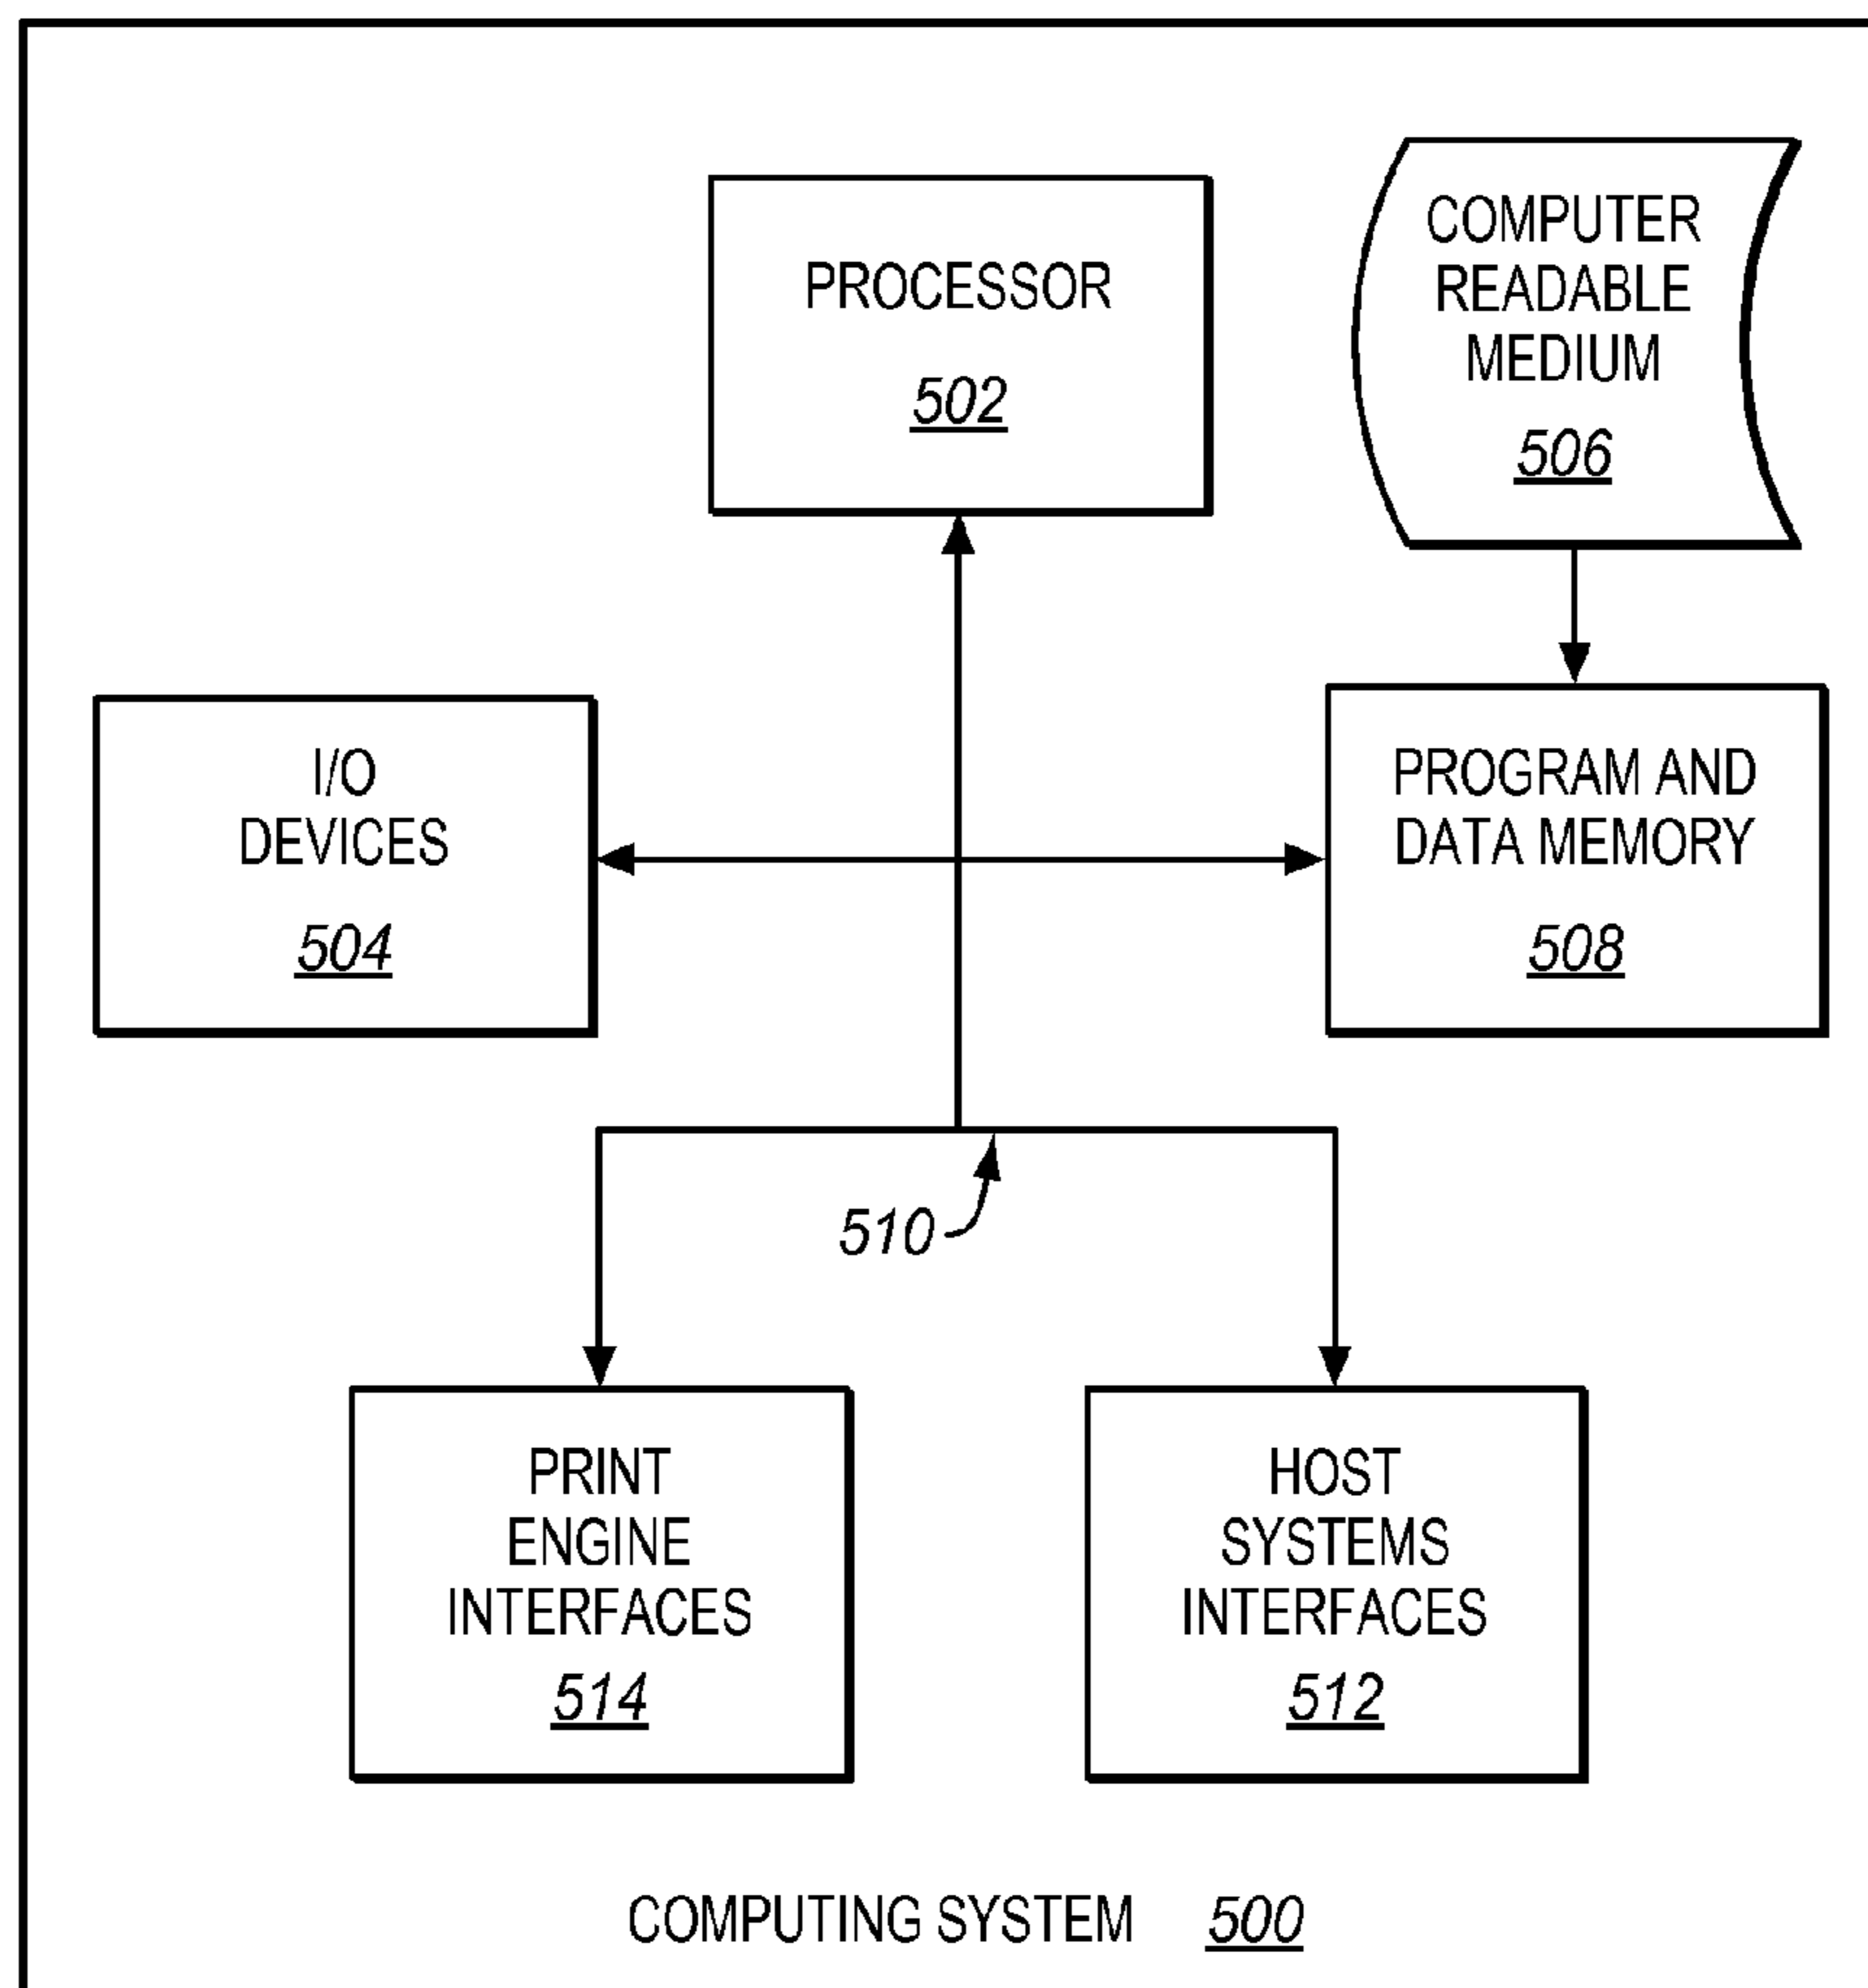 PROCESSOR
502
COMPUTER
READABLE
MEDIUM
506
I/O
DEVICES
504
PROGRAM AND
DATA MEMORY
508
510
PRINT
ENGINE
INTERFACES
514
HOST
SYSTEMS
INTERFACES
512
COMPUTING SYSTEM 500